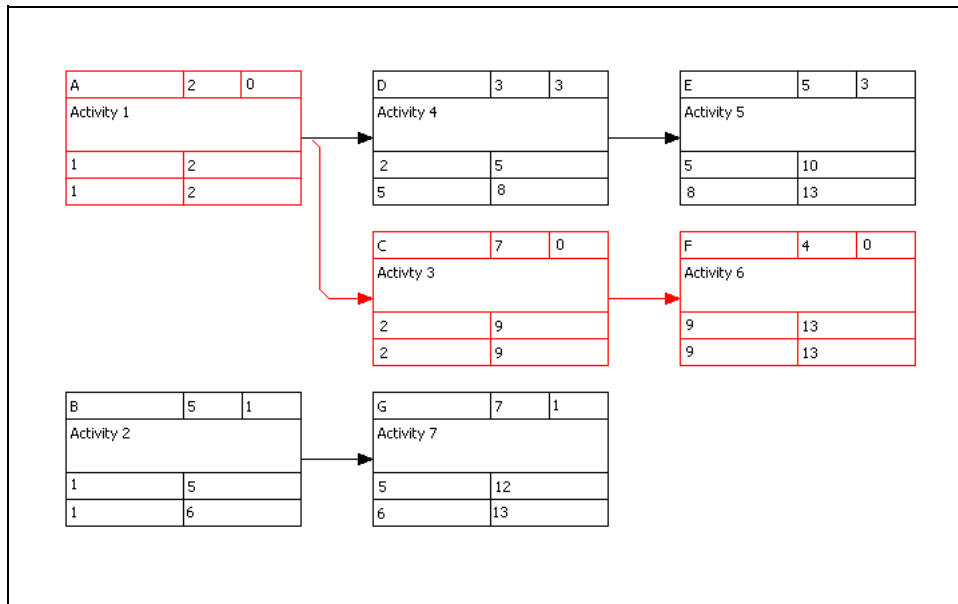 A 2 0
Activity 1
1 2
1 2
D 3 3
Activity 4
2 5
5 8
E 5 3
Activity 5
5 10
8 13
C 7 0
Activty 3
2 9
2 9
F 4 0
Activity 6
9 13
9 13
B 5 1
Activity 2
1 5
1 6
G 7 1
Activity 7
5 12
6 13